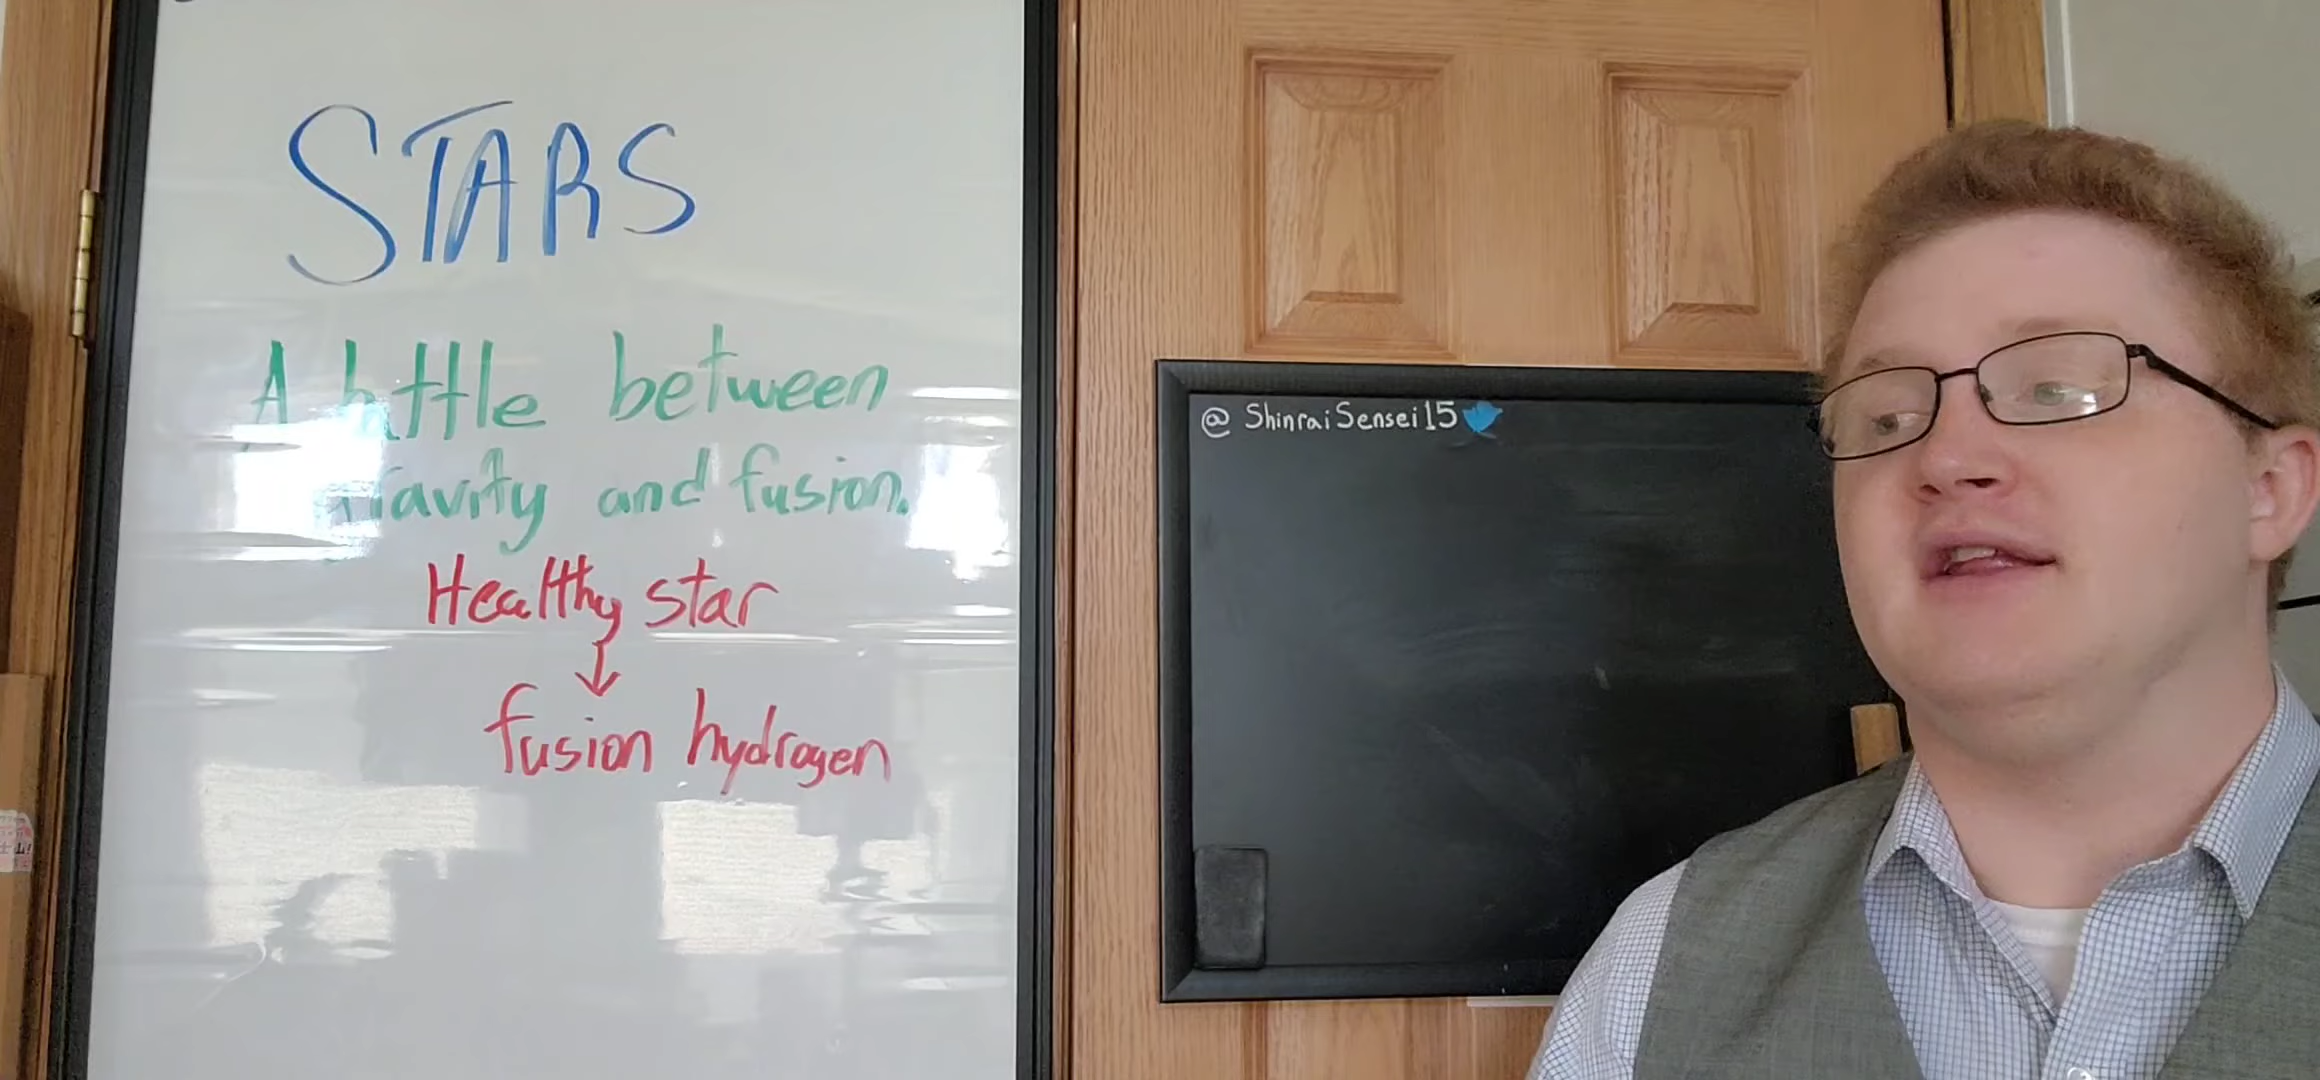 STARS
A battle between
Gravity and fusion.
Healthy star
↓
fusion hydrogen
@ ShinraiSensei15